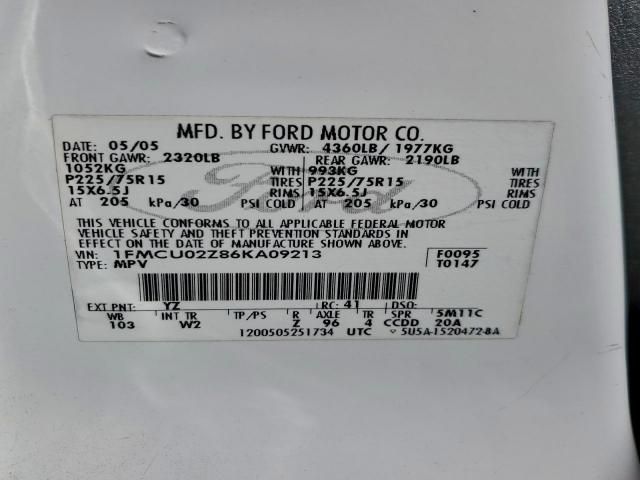 MFD. BY FORD MOTOR CO.
DATE: 05/05 GVWR: 4360LB/ 1977KG
FRONT GAWR: 2320LB REAR GAWR: 2190LB
1052KG WITH 993KG WITH
P225/75R15 TIRES P225/75R15 TIRES
15X6.5J RIMS 15X6.5J RIMS
AT 205 kPa/30 PSI COLD AT 205 kPa/30 PSI COLD
THIS VEHICLE CONFORMS TO ALL APPLICABLE FEDERAL MOTOR
VEHICLE SAFETY AND THEFT PREVENTION STANDARDS IN
EFFECT ON THE DATE OF MANUFACTURE SHOWN ABOVE.
VIN: 1FMCU02Z86KA09213 F0095
TYPE: MPV T0147
EXT PNT: YZ RC: 41 DSO:
WB INT TR TP/PS R AXLE TR SPR 5M11C
103 W2 Z 96 4 CCDD 20A
1200505251734 UTC 5U5A-1520472-8A
Ford